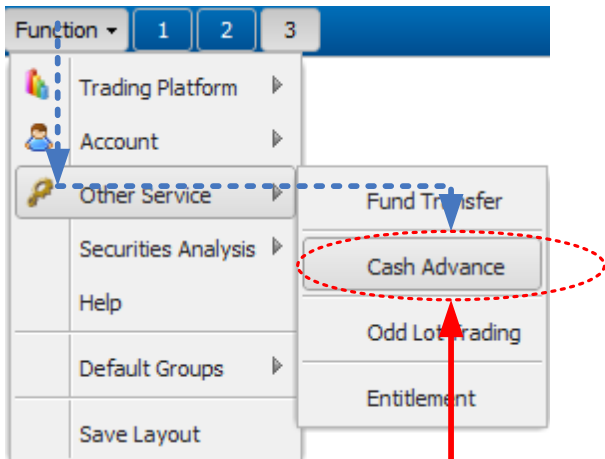 Function 1 2 3
Trading Platform
Account
Other Service
Fund Transfer
Securities Analysis
Cash Advance
Help
Odd Lot Trading
Default Groups
Entitlement
Save Layout